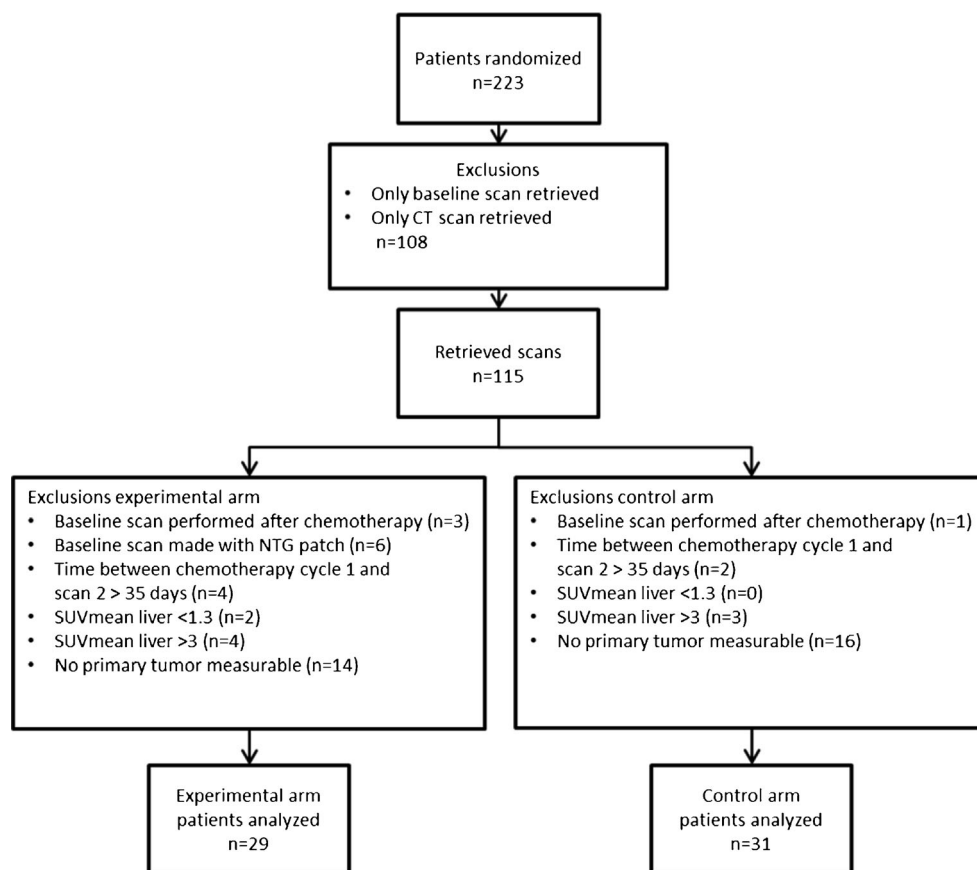 Patients randomized
n=223
Exclusions
• Only baseline scan retrieved
• Only CT scan retrieved
n=108
Retrieved scans
n=115
Exclusions experimental arm
• Baseline scan performed after chemotherapy (n=3)
• Baseline scan made with NTG patch (n=6)
• Time between chemotherapy cycle 1 and
scan 2 > 35 days (n=4)
• SUVmean liver <1.3 (n=2)
• SUVmean liver >3 (n=4)
• No primary tumor measurable (n=14)
Exclusions control arm
• Baseline scan performed after chemotherapy (n=1)
• Time between chemotherapy cycle 1 and
scan 2 > 35 days (n=2)
• SUVmean liver <1.3 (n=0)
• SUVmean liver >3 (n=3)
• No primary tumor measurable (n=16)
Experimental arm
patients analyzed
n=29
Control arm
patients analyzed
n=31